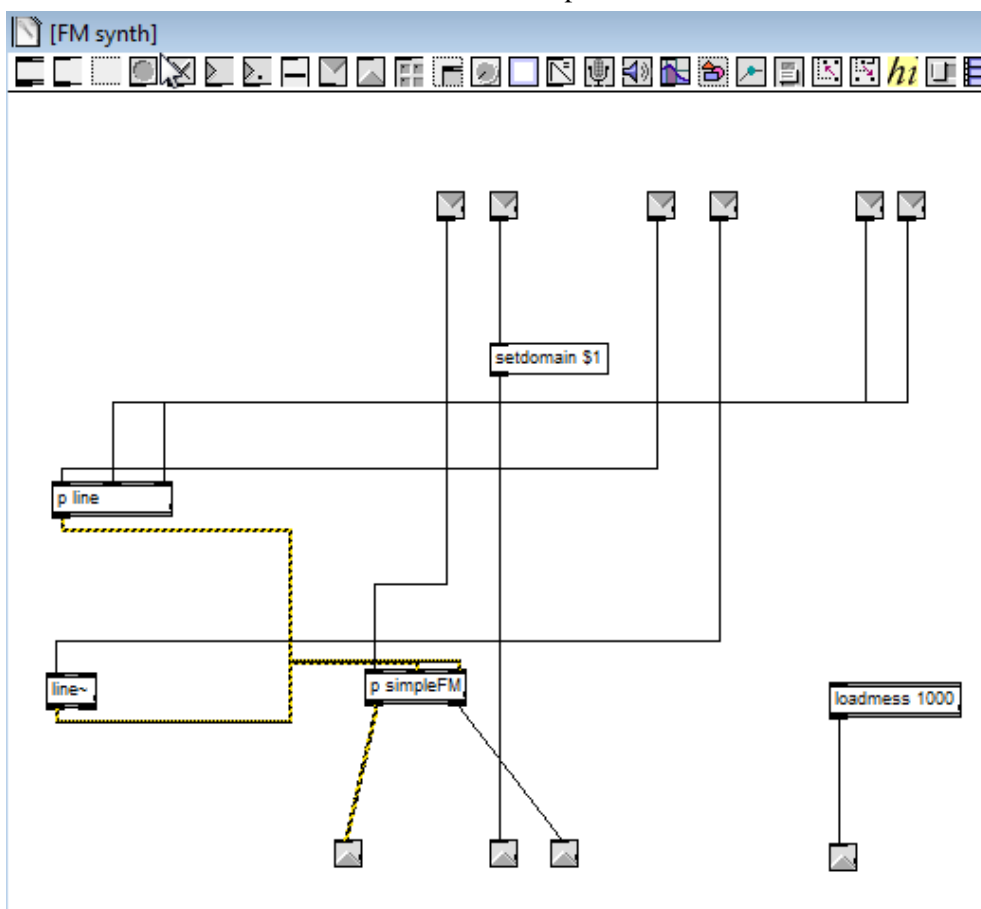 [FM synth]
hi
setdomain $1
p line
line~
p simpleFM
loadmess 1000